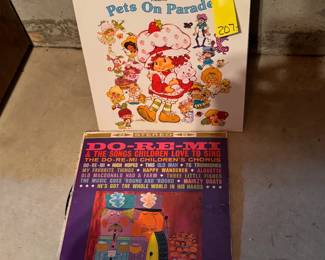 Pets On Parade
207
STEREO
DO-RE-MI
& THE SONGS CHILDREN LOVE TO SING
THE DO-RE-MI CHILDREN'S CHORUS
DO-RE-MI • HIGH HOPES • THIS OLD MAN • 76 TROMBONES
MY FAVORITE THINGS • HAPPY WANDERER • ALOUETTE
OLD MACDONALD HAD A FARM • THREE LITTLE PIGGIES
THE MUSIC GOES 'ROUND AND 'ROUND • MAIRZY DOATS
HE'S GOT THE WHOLE WORLD IN HIS HANDS